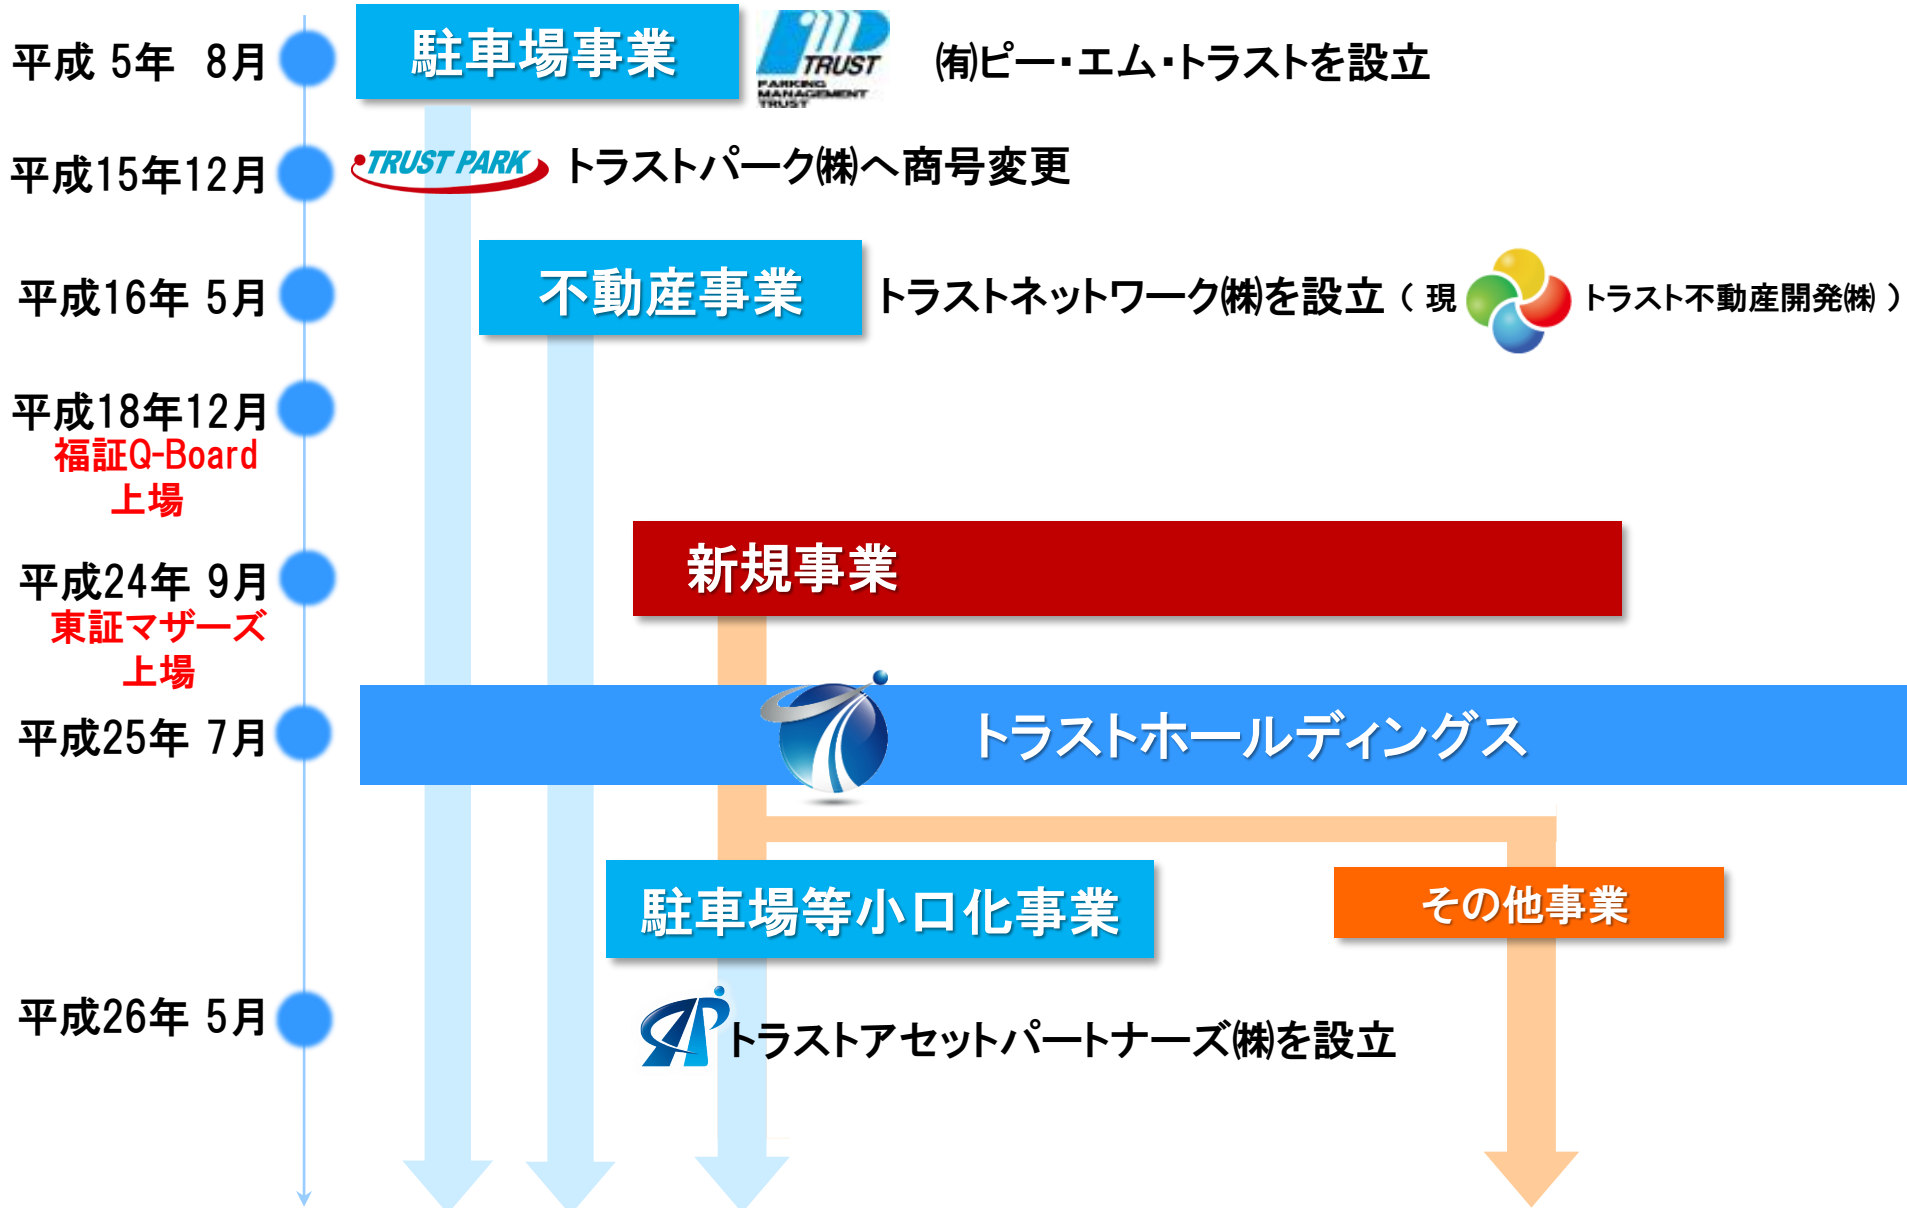 平成 5年 8月
駐車場事業
TRUST
PARKING
MANAGEMENT
TRUST
㈲ピー・エム・トラストを設立
平成15年12月
TRUST PARK
トラストパーク㈱へ商号変更
平成16年 5月
不動産事業
トラストネットワーク㈱を設立（ 現 トラスト不動産開発㈱ ）
平成18年12月
福証Q-Board
上場
新規事業
平成24年 9月
東証マザーズ
上場
平成25年 7月
トラストホールディングス
駐車場等小口化事業
その他事業
平成26年 5月
トラストアセットパートナーズ㈱を設立